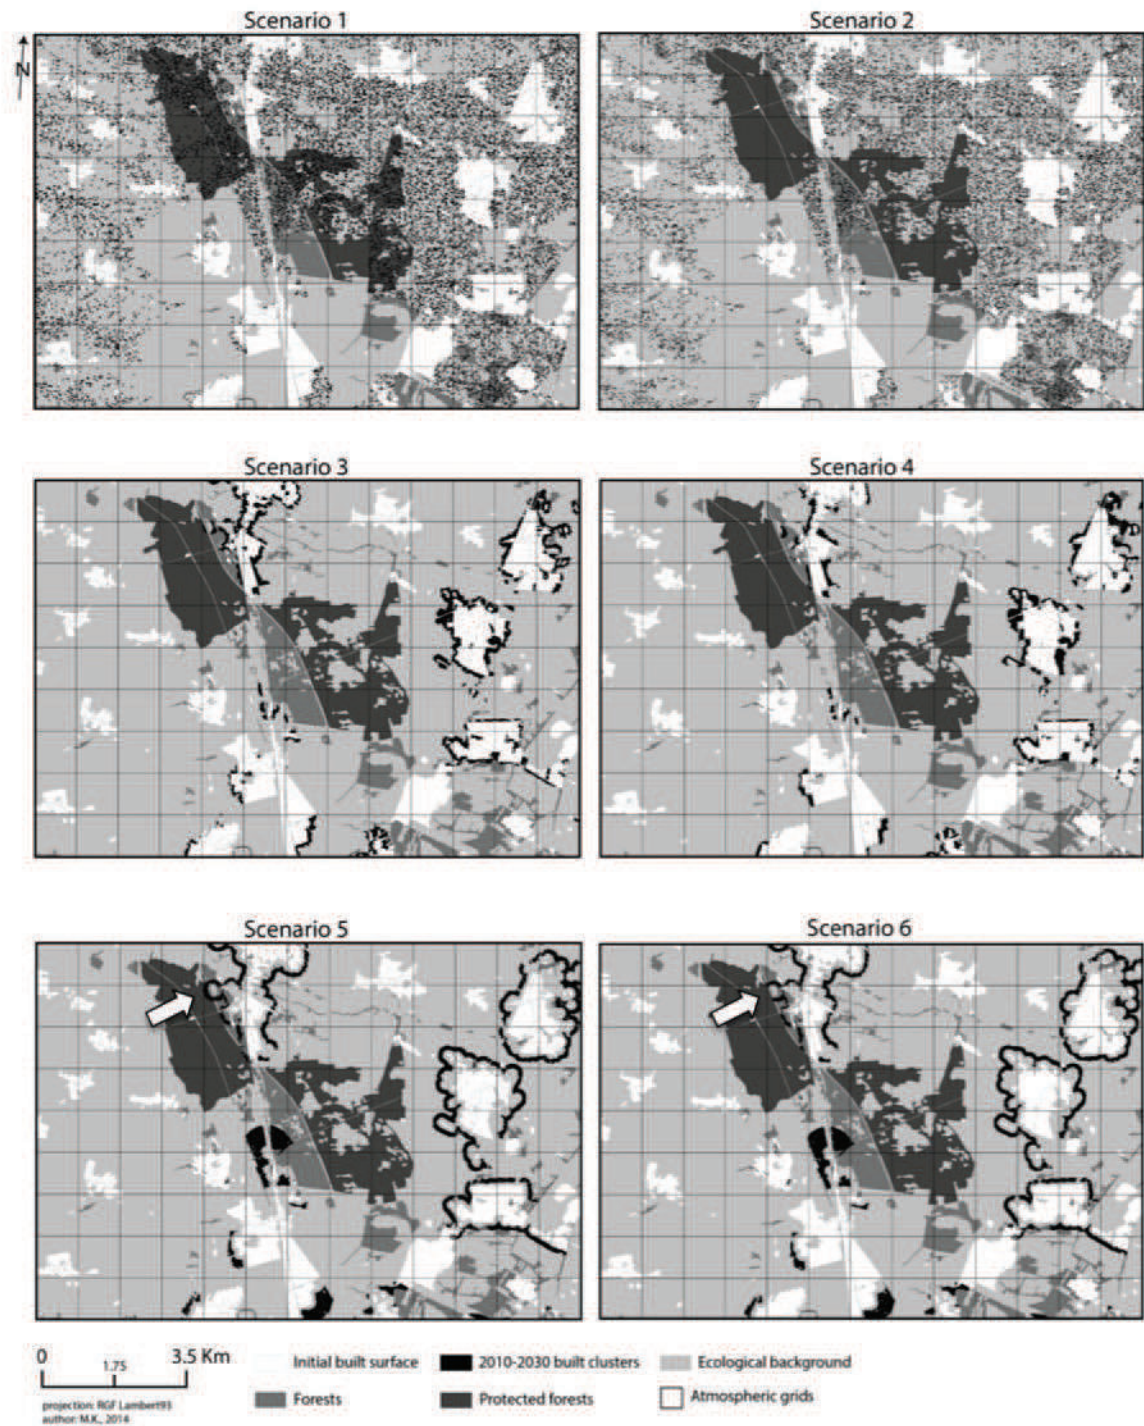 Scenario 1
Scenario 2
N
Scenario 3
Scenario 4
Scenario 5
Scenario 6
0 1.75 3.5 Km
projection: RGF Lambert93
author: M.K., 2014
Initial built surface
2010-2030 built clusters
Ecological background
Forests
Protected forests
Atmospheric grids